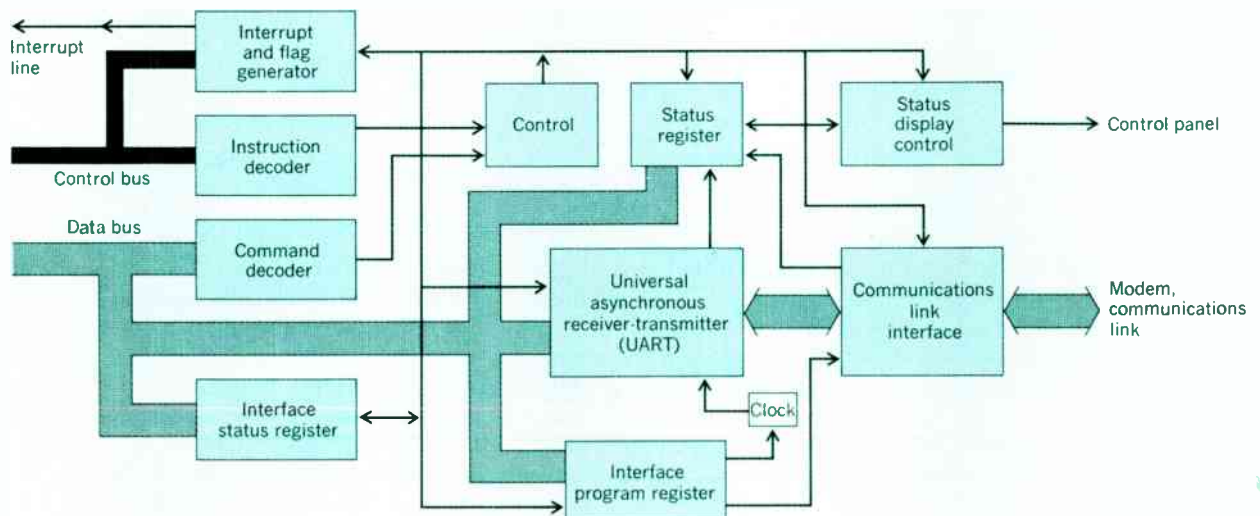 Interrupt
line
Interrupt
and flag
generator
Control
Status
register
Status
display
control
Control panel
Instruction
decoder
Control bus
Data bus
Command
decoder
Universal
asynchronous
receiver-transmitter
(UART)
Communications
link
interface
Modem,
communications
link
Interface
status register
Clock
Interface
program register